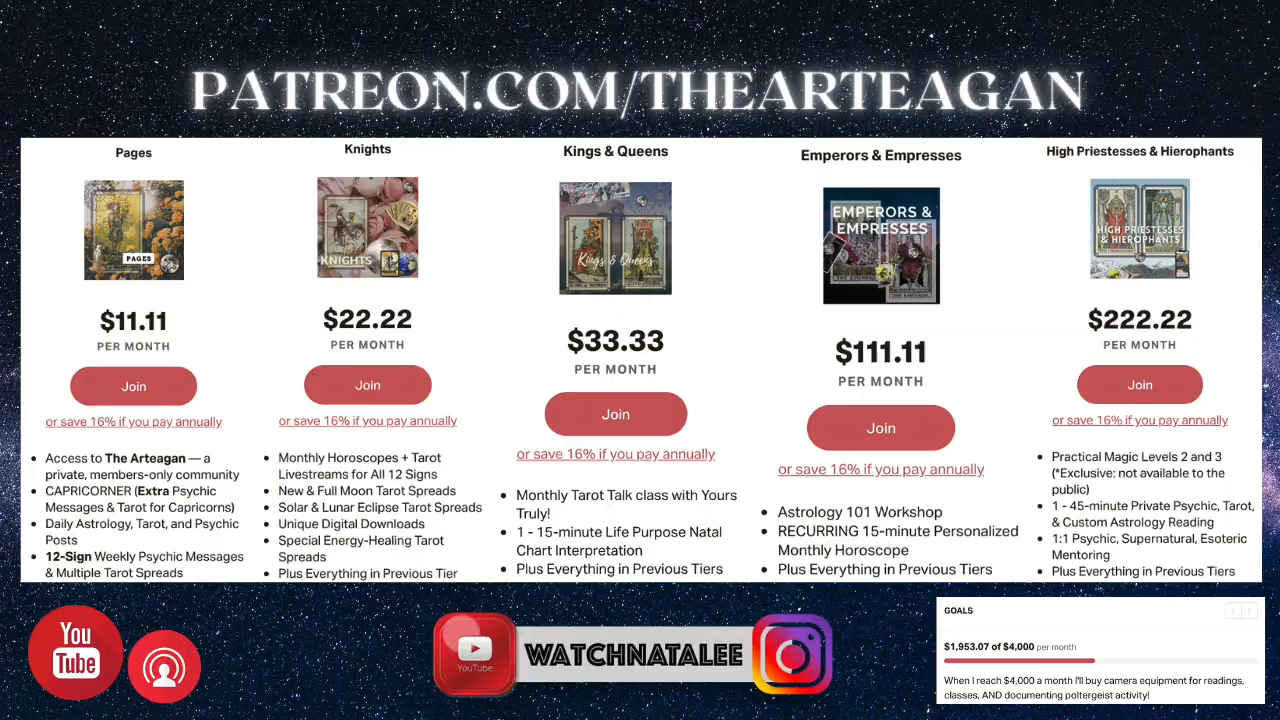 PATREON.COM/THEARTEAGAN
Pages
PAGES
$11.11
PER MONTH
Join
or save 16% if you pay annually
• Access to The Arteagan — a
private, members-only community
• CAPRICORNER (Extra Psychic
Messages & Tarot for Capricorns)
• Daily Astrology, Tarot, and Psychic
Posts
• 12-Sign Weekly Psychic Messages
& Multiple Tarot Spreads
Knights
KNIGHTS
$22.22
PER MONTH
Join
or save 16% if you pay annually
• Monthly Horoscopes + Tarot
Livestreams for All 12 Signs
• New & Full Moon Tarot Spreads
• Solar & Lunar Eclipse Tarot Spreads
• Unique Digital Downloads
• Special Energy-Healing Tarot
Spreads
• Plus Everything in Previous Tier
Kings & Queens
Kings & Queens
$33.33
PER MONTH
Join
or save 16% if you pay annually
• Monthly Tarot Talk class with Yours
Truly!
• 1 - 15-minute Life Purpose Natal
Chart Interpretation
• Plus Everything in Previous Tiers
Emperors & Empresses
EMPERORS &
EMPRESSES
$111.11
PER MONTH
Join
or save 16% if you pay annually
• Astrology 101 Workshop
• RECURRING 15-minute Personalized
Monthly Horoscope
• Plus Everything in Previous Tiers
High Priestesses & Hierophants
HIGH PRIESTESSES
& HIEROPHANTS
$222.22
PER MONTH
Join
or save 16% if you pay annually
• Practical Magic Levels 2 and 3
(*Exclusive: not available to the
public)
• 1 - 45-minute Private Psychic, Tarot,
& Custom Astrology Reading
• 1:1 Psychic, Supernatural, Esoteric
Mentoring
• Plus Everything in Previous Tiers
You
Tube
YouTube
WATCHNATALEE
GOALS
$1,953.07 of $4,000 per month
When I reach $4,000 a month I'll buy camera equipment for readings,
classes, AND documenting poltergeist activity!